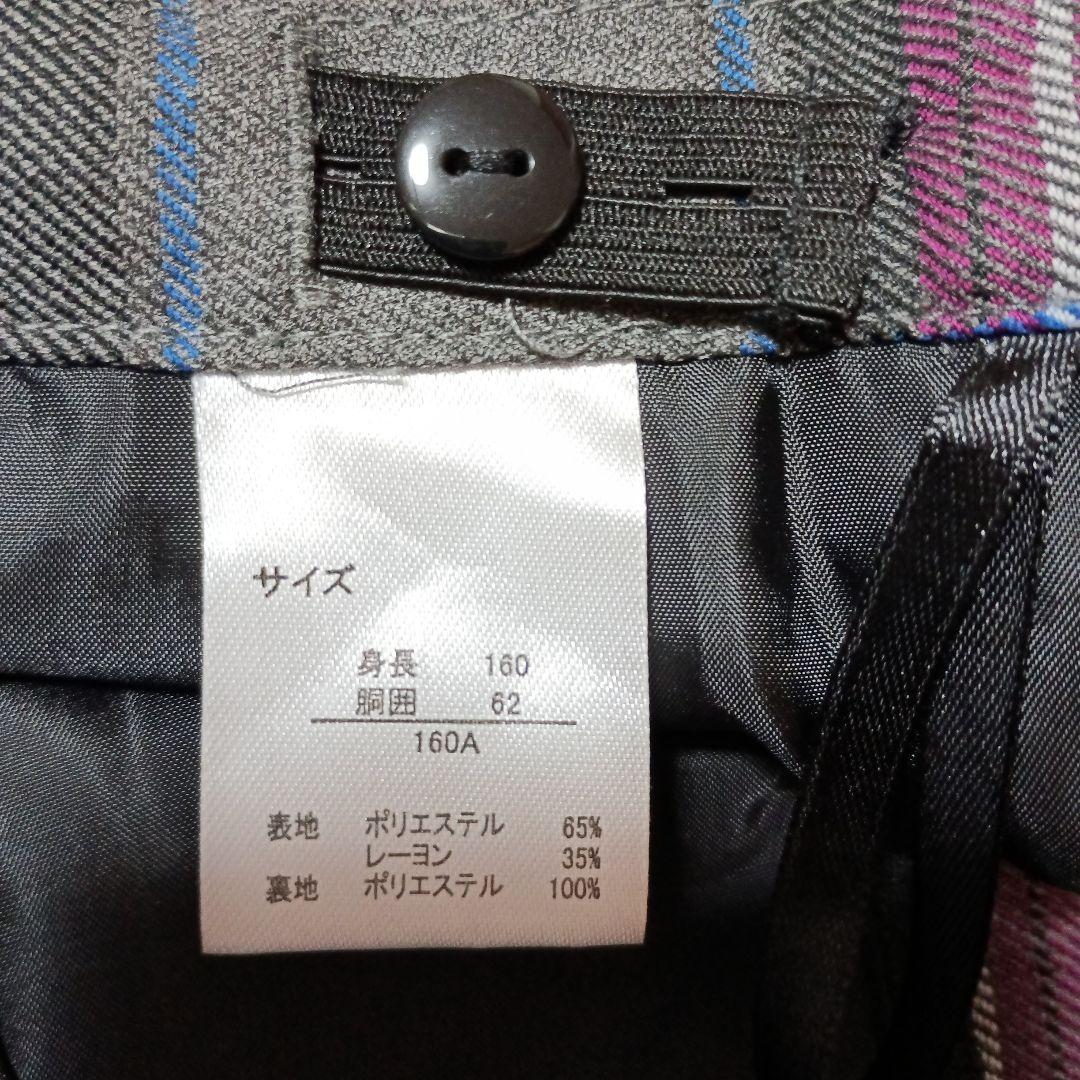 サイズ
身長 160
胴囲 62
160A
表地 ポリエステル 65%
レーヨン 35%
裏地 ポリエステル 100%